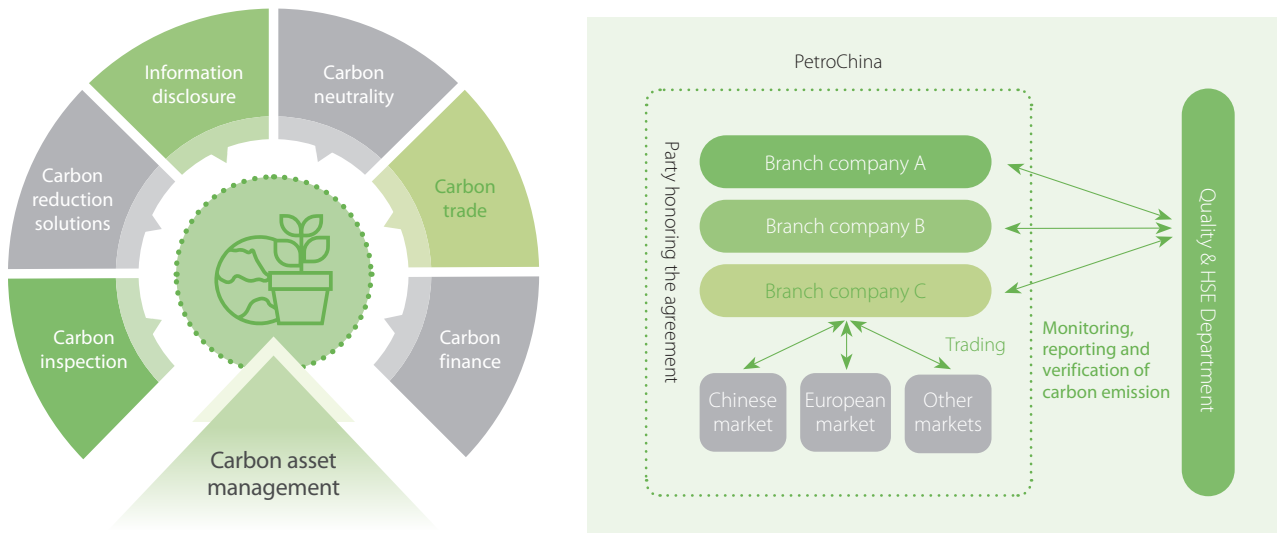 Information
disclosure
Carbon
neutrality
Carbon
reduction
solutions
Carbon
trade
Carbon
inspection
Carbon
finance
Carbon asset
management
PetroChina
Party honoring the agreement
Branch company A
Branch company B
Branch company C
Trading
Chinese
market
European
market
Other
markets
Monitoring,
reporting and
verification of
carbon emission
Quality & HSE Department